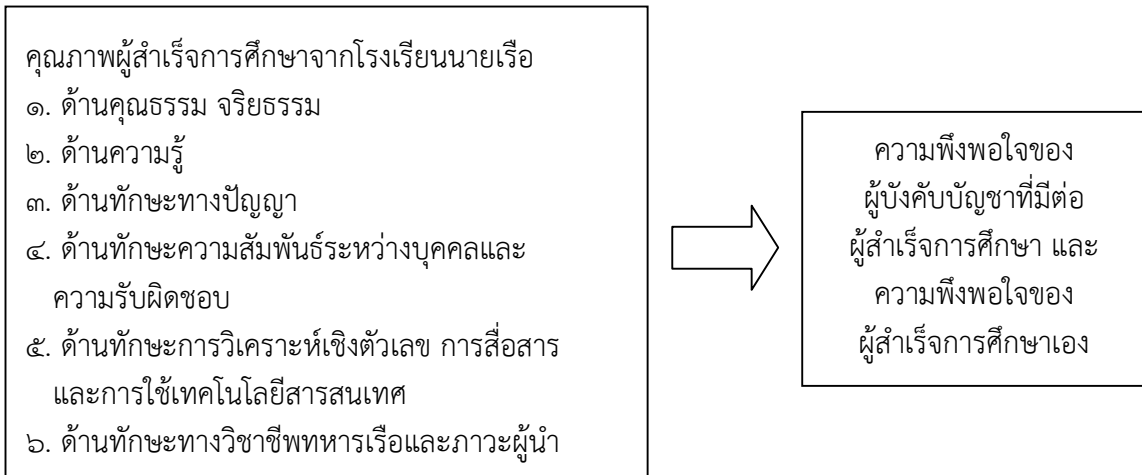 คุณภาพผู้สำเร็จการศึกษาจากโรงเรียนนายเรือ
๑. ด้านคุณธรรม จริยธรรม
๒. ด้านความรู้
๓. ด้านทักษะทางปัญญา
๔. ด้านทักษะความสัมพันธ์ระหว่างบุคคลและ
ความรับผิดชอบ
๕. ด้านทักษะการวิเคราะห์เชิงตัวเลข การสื่อสาร
และการใช้เทคโนโลยีสารสนเทศ
๖. ด้านทักษะทางวิชาชีพทหารเรือและภาวะผู้นำ
ความพึงพอใจของ
ผู้บังคับบัญชาที่มีต่อ
ผู้สำเร็จการศึกษา และ
ความพึงพอใจของ
ผู้สำเร็จการศึกษาเอง